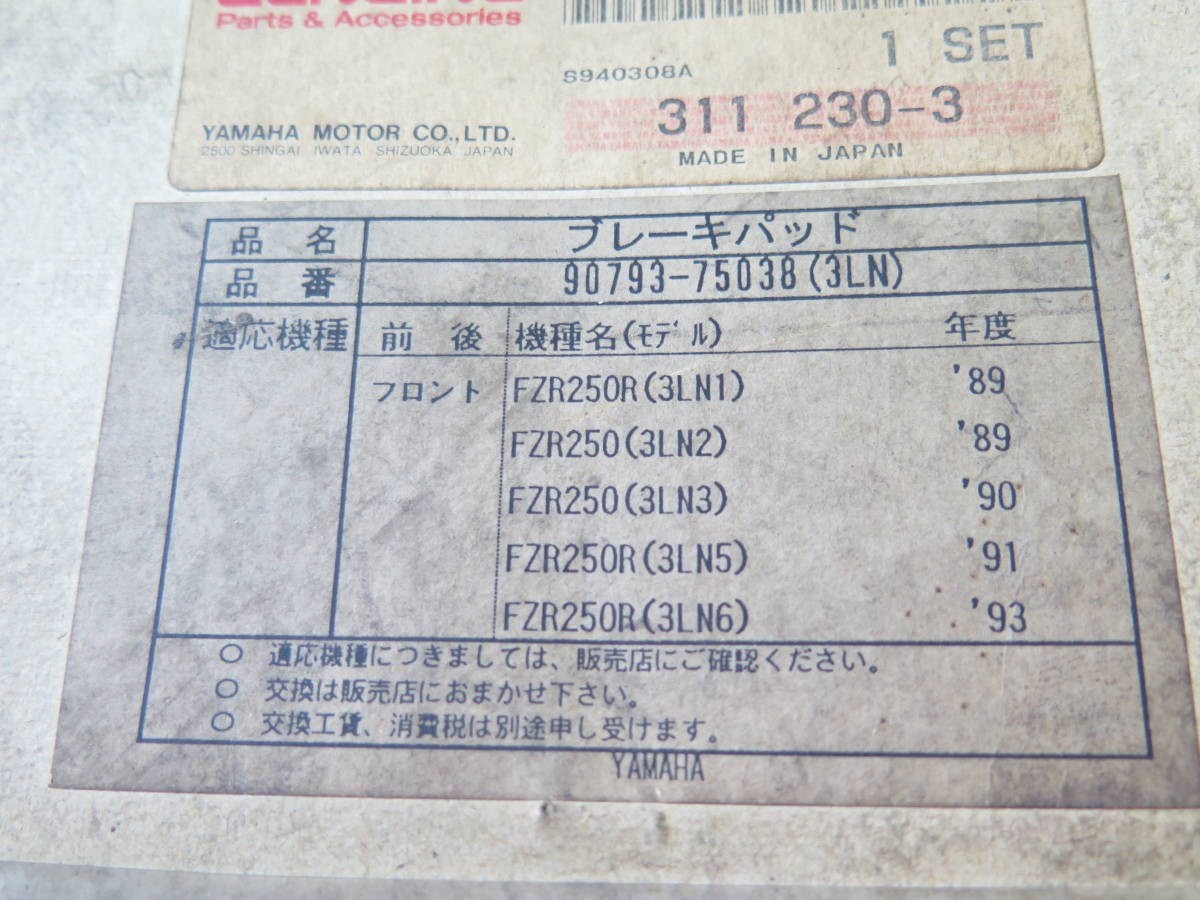 Parts & Accessories
1 SET
S940308A
311 230-3
YAMAHA MOTOR CO.,LTD.
2500 SHINGAI IWATA SHIZUOKA JAPAN
MADE IN JAPAN
品 名 ブレーキパッド
品 番 90793-75038(3LN)
適応機種 前 後 機種名(ﾓﾃﾞﾙ) 年度
フロント FZR250R(3LN1) '89
FZR250(3LN2) '89
FZR250(3LN3) '90
FZR250R(3LN5) '91
FZR250R(3LN6) '93
○ 適応機種につきましては、販売店にご確認ください。
○ 交換は販売店におまかせ下さい。
○ 交換工賃、消費税は別途申し受けます。
YAMAHA